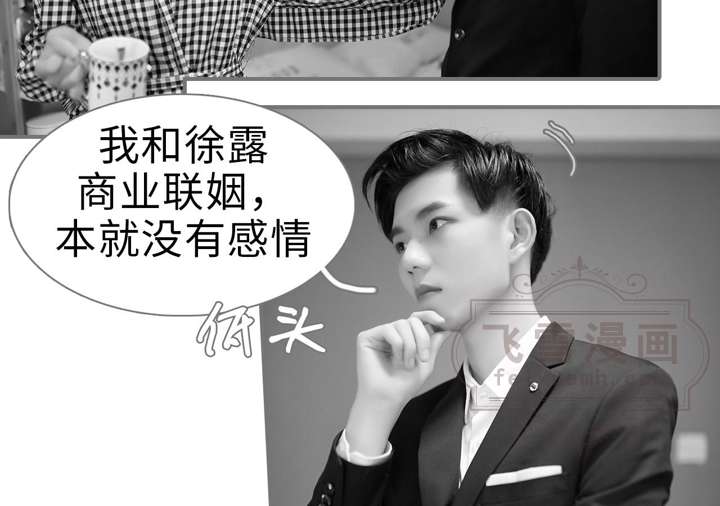 我和徐露
商业联姻，
本就没有感情
低头
飞雪漫画